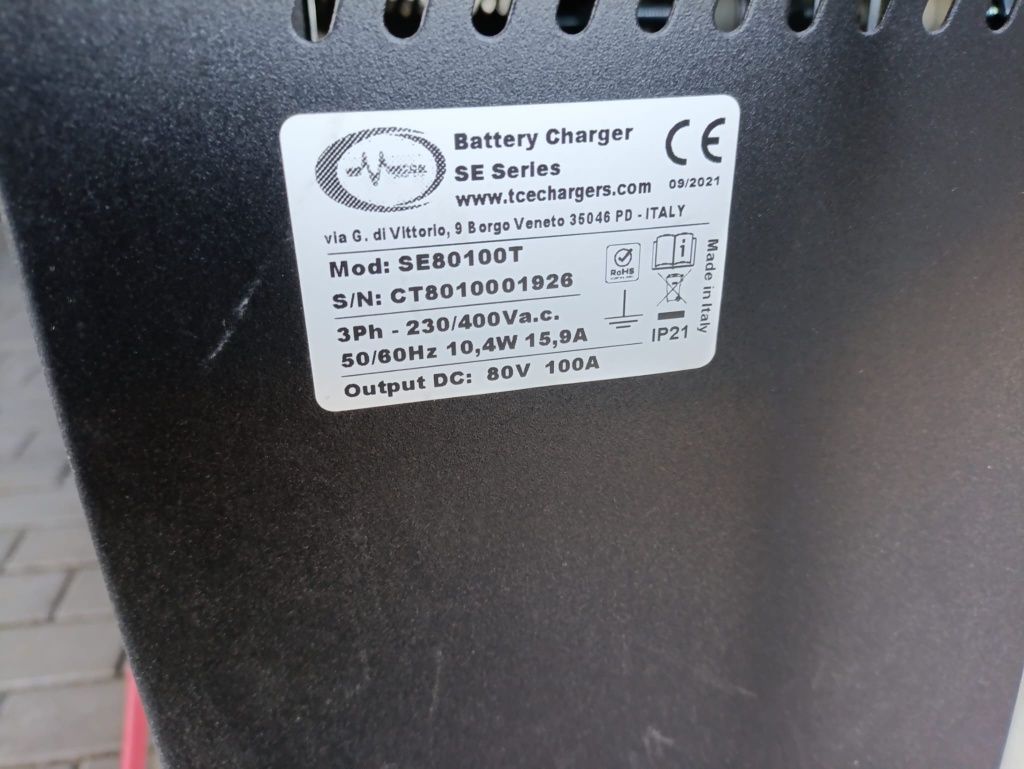 Battery Charger
SE Series
www.tcechargers.com
CE
09/2021
via G. di Vittorio, 9 Borgo Veneto 35046 PD - ITALY
Mod: SE80100T
S/N: CT8010001926
3Ph - 230/400Va.c.
50/60Hz 10,4W 15,9A
Output DC: 80V 100A
RoHS
i
IP21
Made in Italy